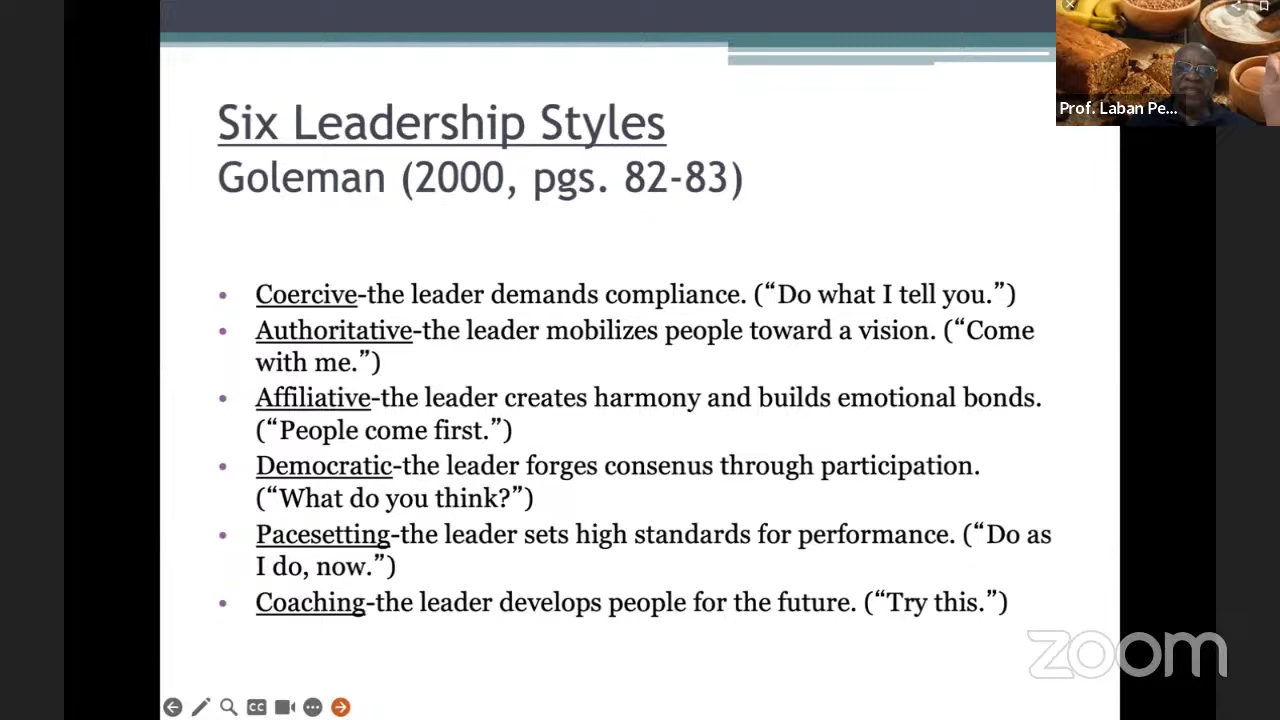 Six Leadership Styles
Goleman (2000, pgs. 82-83)
Prof. Laban Pe...
• Coercive-the leader demands compliance. (“Do what I tell you.”)
• Authoritative-the leader mobilizes people toward a vision. (“Come
with me.”)
• Affiliative-the leader creates harmony and builds emotional bonds.
(“People come first.”)
• Democratic-the leader forges consenus through participation.
(“What do you think?”)
• Pacesetting-the leader sets high standards for performance. (“Do as
I do, now.”)
• Coaching-the leader develops people for the future. (“Try this.”)
zoom
CC